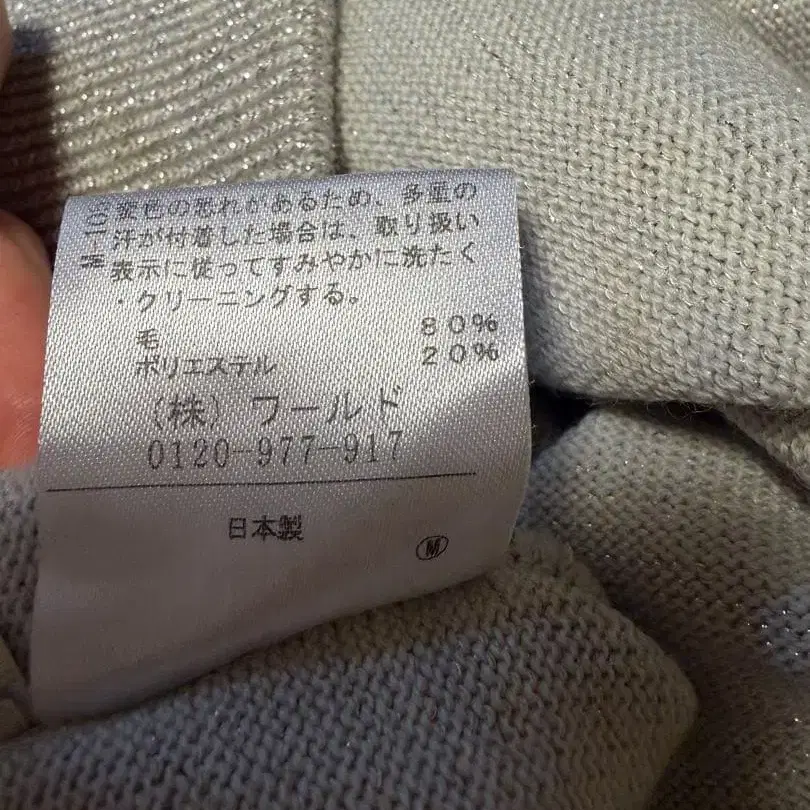 変色の恐れがあるため、多量の
汗が付着した場合は、取り扱い
表示に従ってすみやかに洗たく
・クリーニングする。
毛 80%
ポリエステル 20%
(株) ワールド
0120-977-917
日本製
M